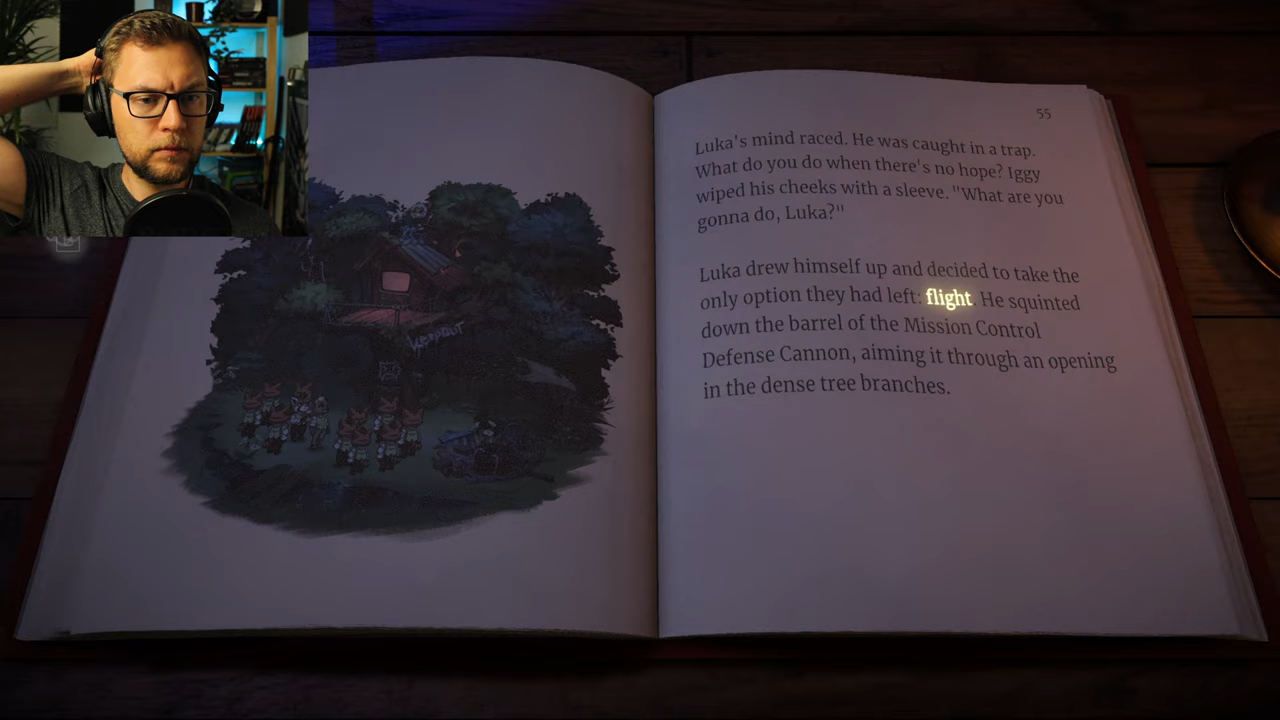 55
Luka's mind raced. He was caught in a trap.
What do you do when there's no hope? Iggy
wiped his cheeks with a sleeve. "What are you
gonna do, Luka?"
Luka drew himself up and decided to take the
only option they had left: flight. He squinted
down the barrel of the Mission Control
Defense Cannon, aiming it through an opening
in the dense tree branches.